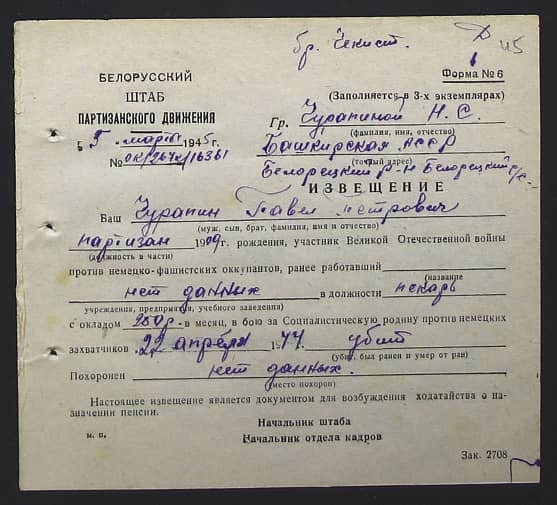 бр. Чекист.
БЕЛОРУССКИЙ
ШТАБ
ПАРТИЗАНСКОГО ДВИЖЕНИЯ
5 марта 1945 г.
№
Форма № 6
(Заполняется в 3-х экземплярах)
Гр. Чурапиной Н. С.
(фамилия, имя, отчество)
Башкирская АССР
(точный адрес)
Белорецкий р-н Белорецкий с/с.
ИЗВЕЩЕНИЕ
Ваш Чурапин Павел Петрович
(муж, сын, брат, фамилия, имя и отчество)
партизан 1909 г. рождения, участник Великой Отечественной войны
(должность в части)
против немецко-фашистских оккупантов, ранее работавший
(название
нет данных в должности пекарь
учреждения, предприятия, учебного заведения)
с окладом 250 р. в месяц, в бою за Социалистическую родину против немецких
захватчиков 22 апреля 1944 убит
(убит, был ранен и умер от ран)
Похоронен нет данных.
(место похорон)
Настоящее извещение является документом для возбуждения ходатайства о на-
значении пенсии.
Начальник штаба
м. п. Начальник отдела кадров
Зак. 2708